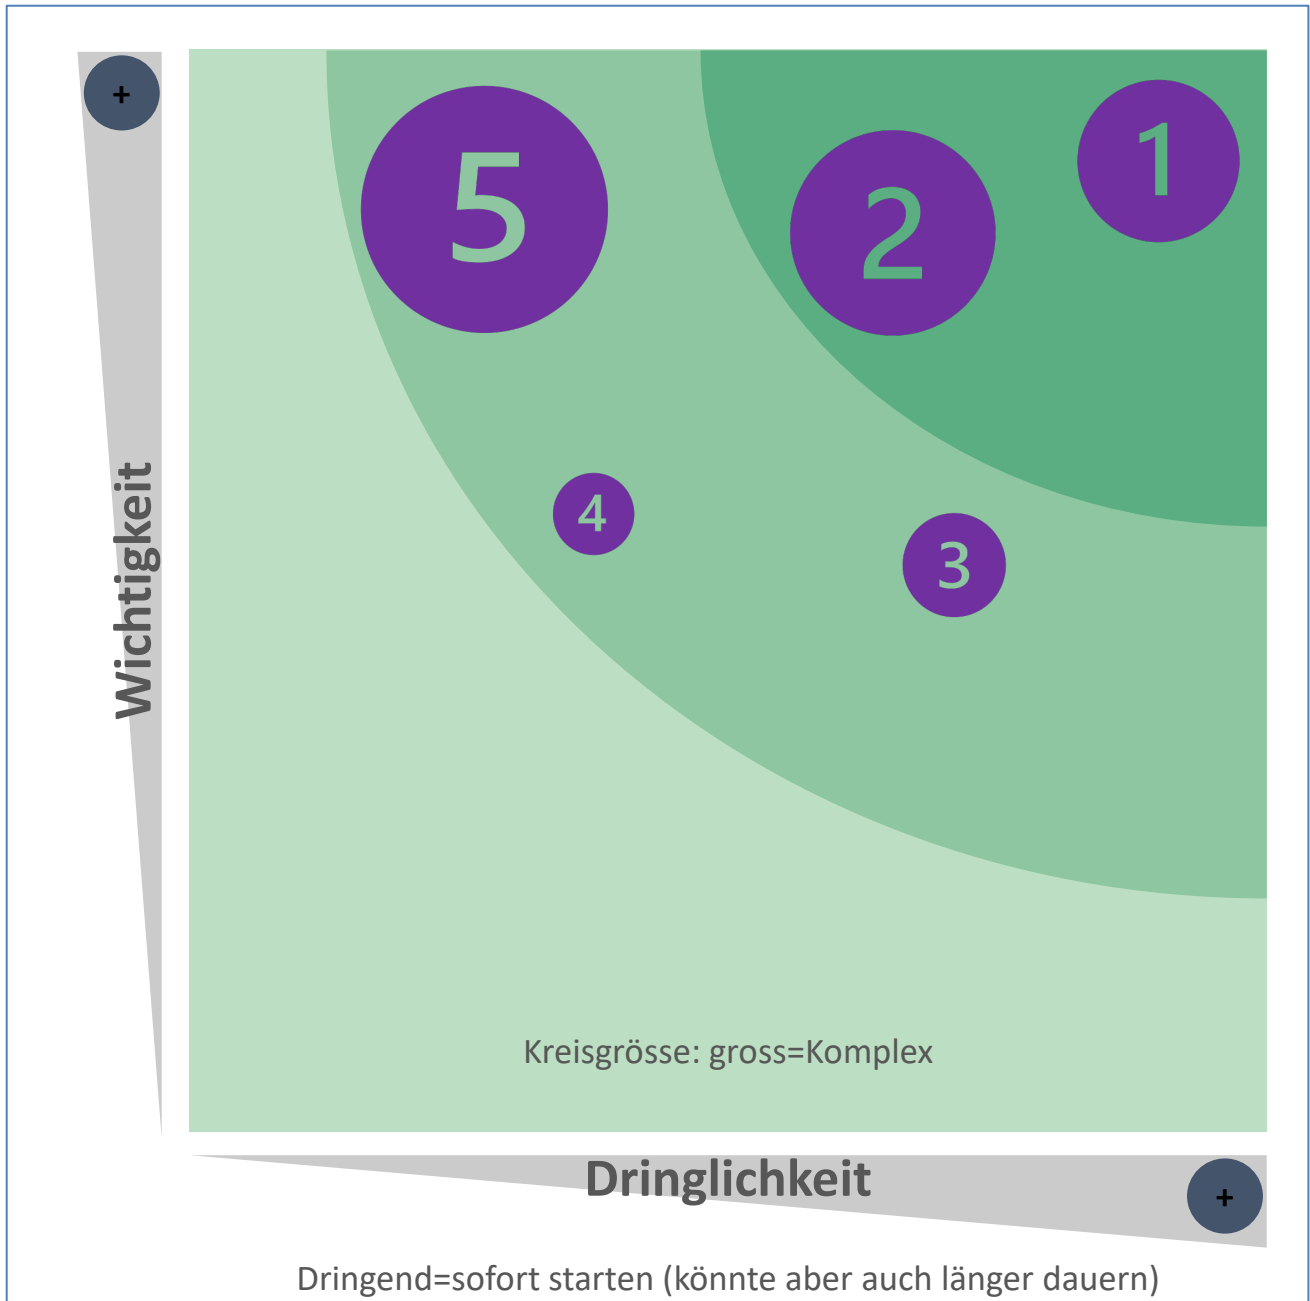 +
5
2
1
4
3
Wichtigkeit
Kreisgrösse: gross=Komplex
Dringlichkeit
+
Dringend=sofort starten (könnte aber auch länger dauern)